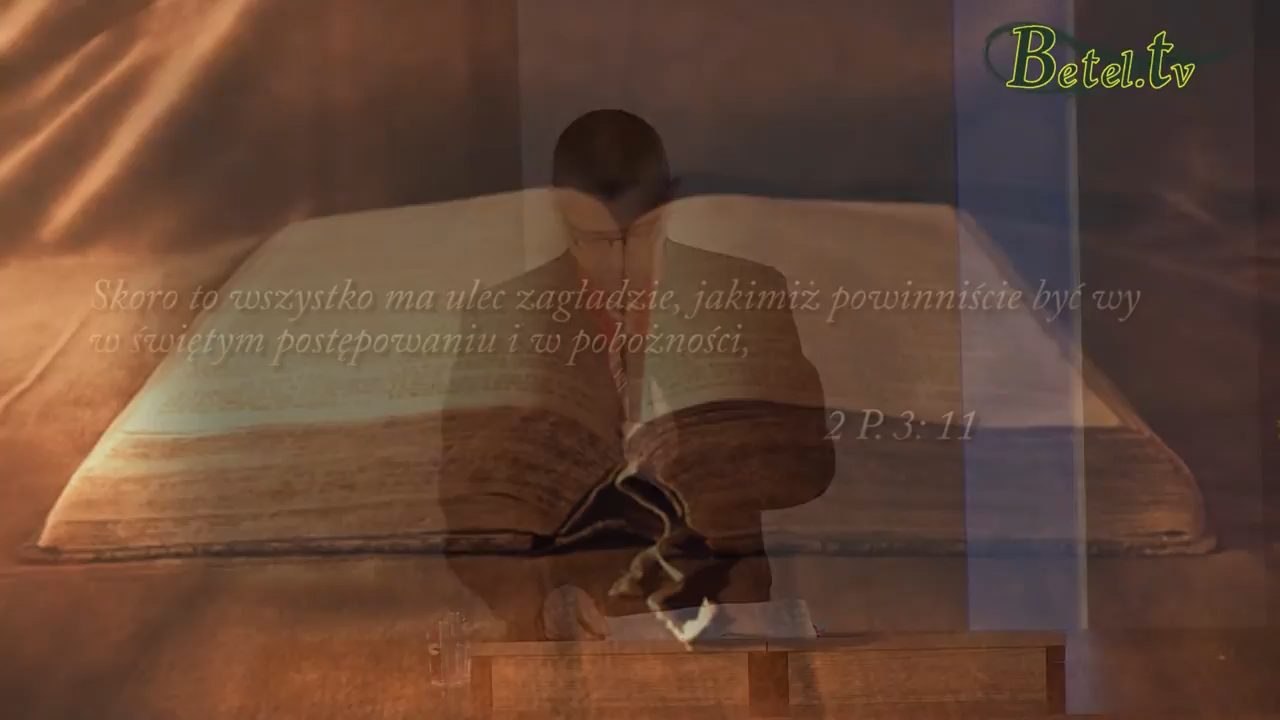 Betel.tv
Skoro to wszystko ma ulec zagładzie, jakimiż powinniście być wy
w świętym postępowaniu i w pobożności,
2 P. 3: 11